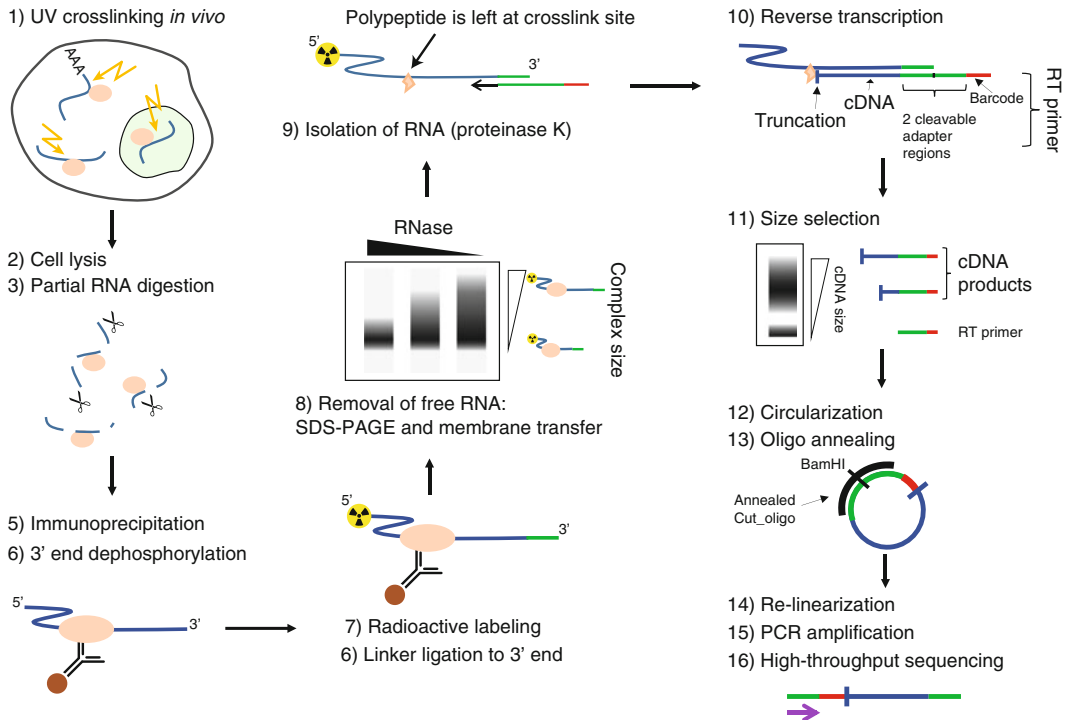 1) UV crosslinking in vivo
AAA
2) Cell lysis
3) Partial RNA digestion
5) Immunoprecipitation
6) 3' end dephosphorylation
5'
3'
5'
3'
7) Radioactive labeling
6) Linker ligation to 3' end
8) Removal of free RNA:
SDS-PAGE and membrane transfer
RNase
Complex size
Polypeptide is left at crosslink site
5'
3'
9) Isolation of RNA (proteinase K)
10) Reverse transcription
cDNA
Barcode
Truncation
2 cleavable
adapter
regions
RT primer
11) Size selection
cDNA size
cDNA
products
RT primer
12) Circularization
13) Oligo annealing
BamHI
Annealed
Cut_oligo
14) Re-linearization
15) PCR amplification
16) High-throughput sequencing